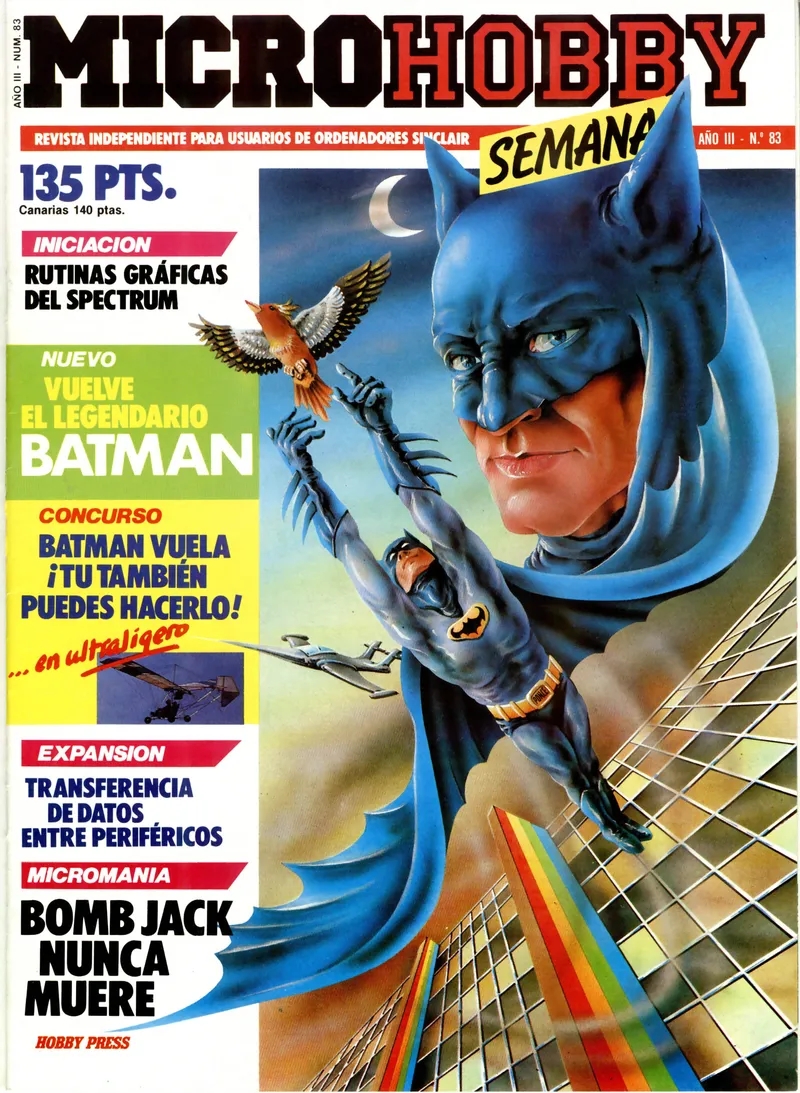 AÑO III - NUM. 83
MICROHOBBY
REVISTA INDEPENDIENTE PARA USUARIOS DE ORDENADORES SINCLAIR
SEMANA
AÑO III - N.º 83
135 PTS.
Canarias 140 ptas.
INICIACION
RUTINAS GRÁFICAS
DEL SPECTRUM
NUEVO
VUELVE
EL LEGENDARIO
BATMAN
CONCURSO
BATMAN VUELA
¡TU TAMBIÉN
PUEDES HACERLO!
...en ultraligero
EXPANSION
TRANSFERENCIA
DE DATOS
ENTRE PERIFÉRICOS
MICROMANIA
BOMB JACK
NUNCA
MUERE
HOBBY PRESS